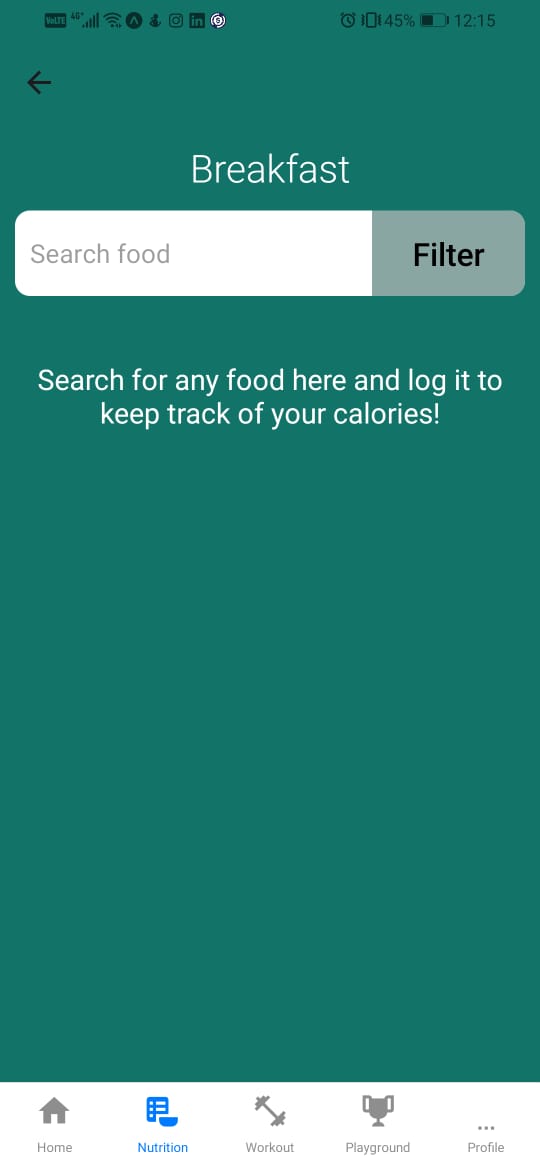 VoLTE 4G+ 45% 12:15
Breakfast
Search food Filter
Search for any food here and log it to
keep track of your calories!
Home Nutrition Workout Playground Profile